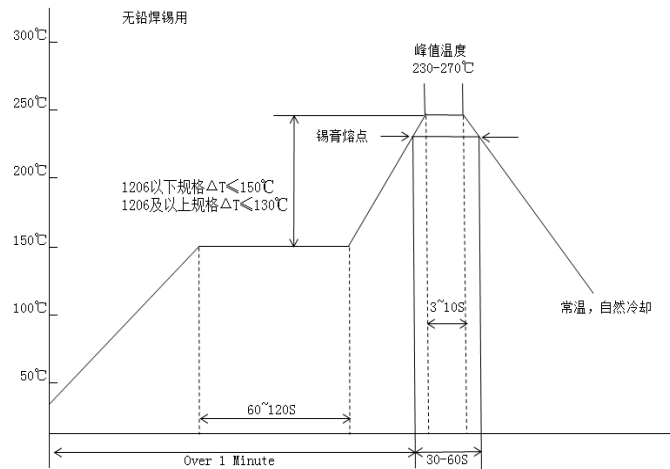 无铅焊锡用
300℃
峰值温度
230-270℃
250℃
锡膏熔点
200℃
1206以下规格△T≤150℃
1206及以上规格△T≤130℃
150℃
100℃
3~10S
常温，自然冷却
50℃
60~120S
Over 1 Minute
30-60S